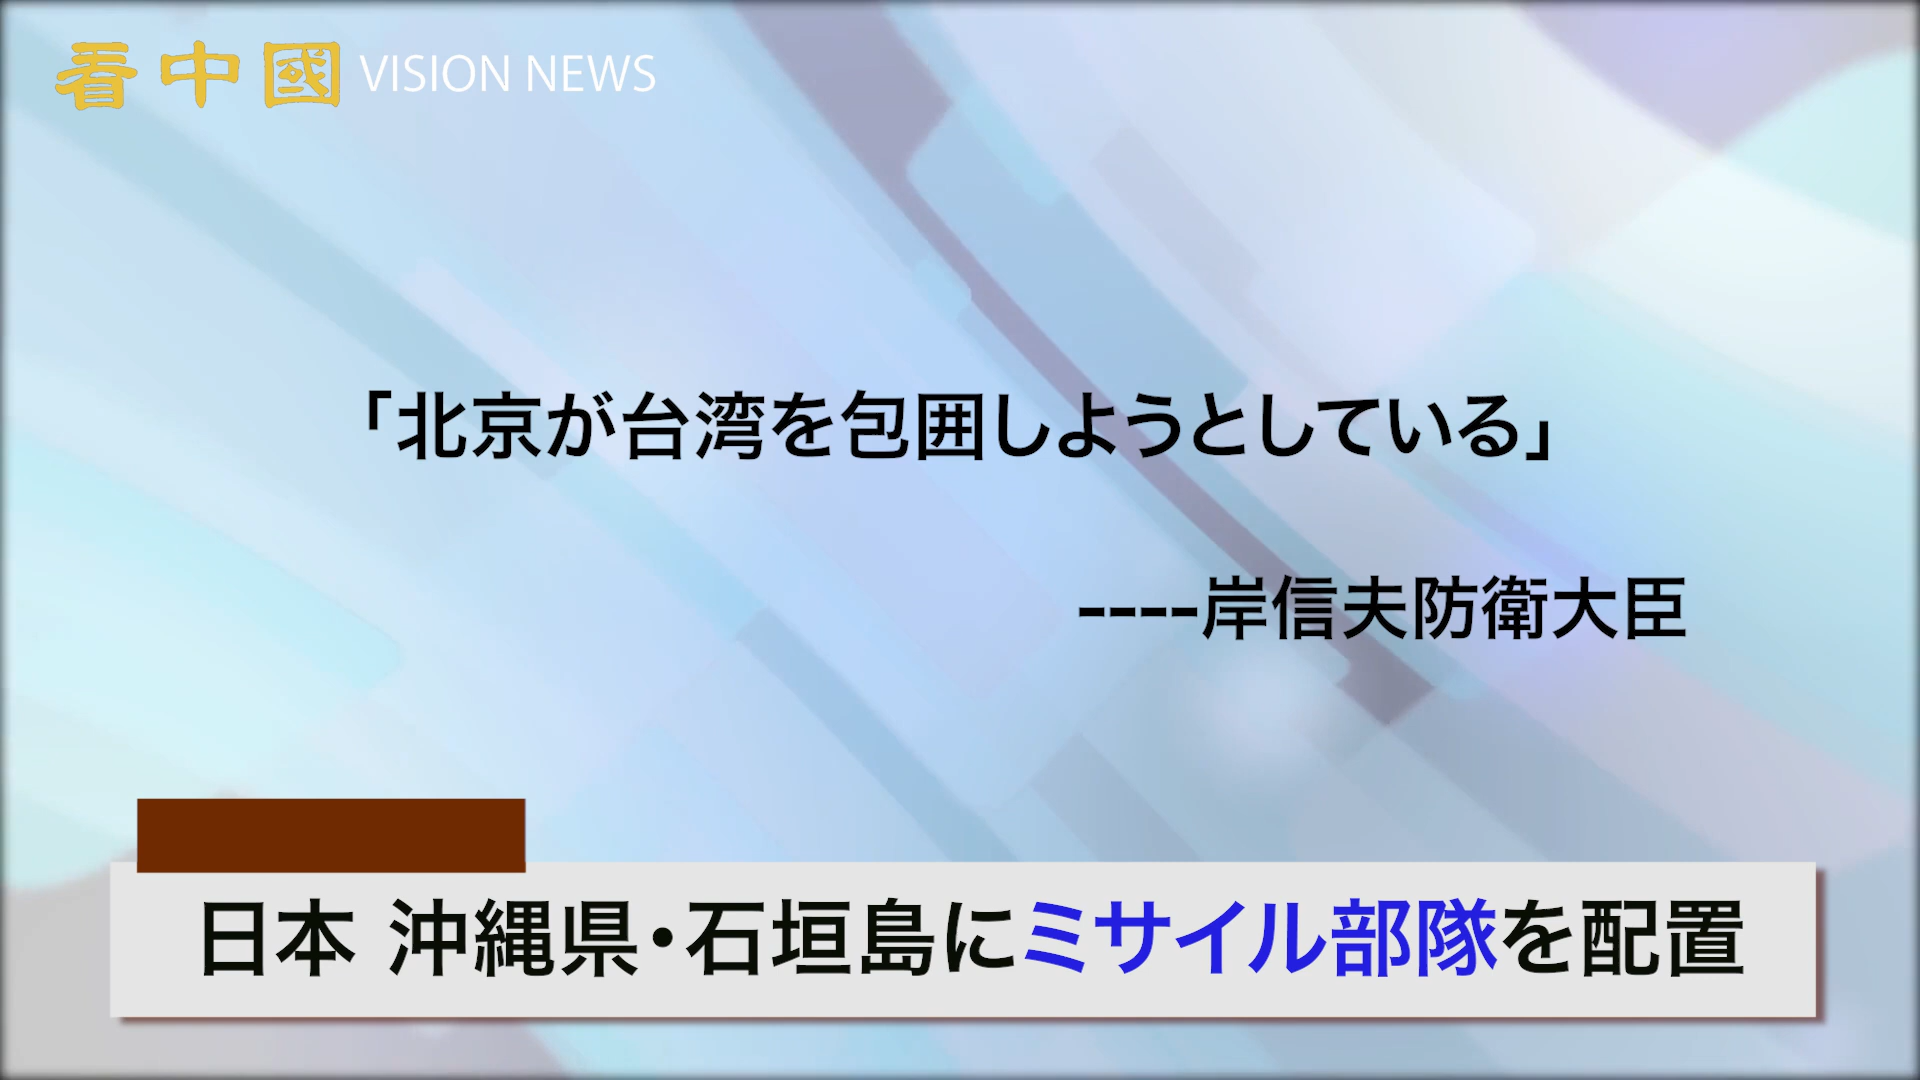 看中國 VISION NEWS
「北京が台湾を包囲しようとしている」
----岸信夫防衛大臣
日本 沖縄県・石垣島にミサイル部隊を配置